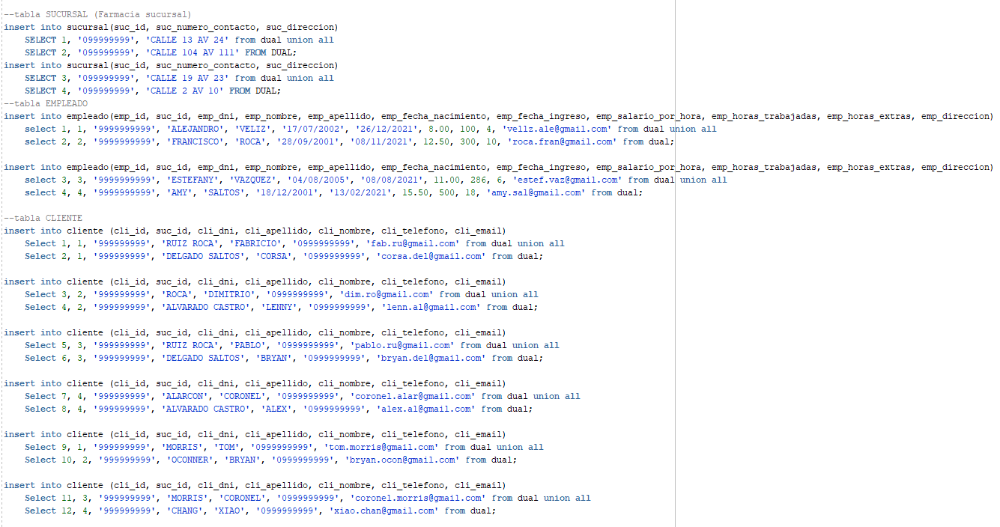 --tabla SUCURSAL (Farmacia sucursal)
insert into sucursal(suc_id, suc_numero_contacto, suc_direccion)
SELECT 1, '099999999', 'CALLE 13 AV 24' from dual union all
SELECT 2, '099999999', 'CALLE 104 AV 111' FROM DUAL;
insert into sucursal(suc_id, suc_numero_contacto, suc_direccion)
SELECT 3, '099999999', 'CALLE 19 AV 23' from dual union all
SELECT 4, '099999999', 'CALLE 2 AV 10' FROM DUAL;
--tabla EMPLEADO
insert into empleado(emp_id, suc_id, emp_dni, emp_nombre, emp_apellido, emp_fecha_nacimiento, emp_fecha_ingreso, emp_salario_por_hora, emp_horas_trabajadas, emp_horas_extras, emp_direccion)
select 1, 1, '999999999', 'ALEJANDRO', 'VELIZ', '17/07/2002', '26/12/2021', 8.00, 100, 4, 'vellz.ale@gmail.com' from dual union all
select 2, 2, '999999999', 'FRANCISCO', 'ROCA', '28/09/2001', '08/11/2021', 12.50, 300, 10, 'roca.fran@gmail.com' from dual;
insert into empleado(emp_id, suc_id, emp_dni, emp_nombre, emp_apellido, emp_fecha_nacimiento, emp_fecha_ingreso, emp_salario_por_hora, emp_horas_trabajadas, emp_horas_extras, emp_direccion)
select 3, 3, '999999999', 'ESTEFANY', 'VAZQUEZ', '04/08/2005', '08/08/2021', 11.00, 286, 6, 'estef.vaz@gmail.com' from dual union all
select 4, 4, '999999999', 'AMY', 'SALTOS', '18/12/2001', '13/02/2021', 15.50, 500, 18, 'amy.sal@gmail.com' from dual;
--tabla CLIENTE
insert into cliente (cli_id, suc_id, cli_dni, cli_apellido, cli_nombre, cli_telefono, cli_email)
Select 1, 1, '999999999', 'RUIZ ROCA', 'FABRICIO', '0999999999', 'fab.ru@gmail.com' from dual union all
Select 2, 1, '999999999', 'DELGADO SALTOS', 'CORSA', '0999999999', 'corsa.del@gmail.com' from dual;
insert into cliente (cli_id, suc_id, cli_dni, cli_apellido, cli_nombre, cli_telefono, cli_email)
Select 3, 2, '999999999', 'ROCA', 'DIMITRIO', '0999999999', 'dim.ro@gmail.com' from dual union all
Select 4, 2, '999999999', 'ALVARADO CASTRO', 'LENNY', '0999999999', 'lenn.al@gmail.com' from dual;
insert into cliente (cli_id, suc_id, cli_dni, cli_apellido, cli_nombre, cli_telefono, cli_email)
Select 5, 3, '999999999', 'RUIZ ROCA', 'PABLO', '0999999999', 'pablo.ru@gmail.com' from dual union all
Select 6, 3, '999999999', 'DELGADO SALTOS', 'BRYAN', '0999999999', 'bryan.del@gmail.com' from dual;
insert into cliente (cli_id, suc_id, cli_dni, cli_apellido, cli_nombre, cli_telefono, cli_email)
Select 7, 4, '999999999', 'ALARCON', 'CORONEL', '0999999999', 'coronel.alar@gmail.com' from dual union all
Select 8, 4, '999999999', 'ALVARADO CASTRO', 'ALEX', '0999999999', 'alex.al@gmail.com' from dual;
insert into cliente (cli_id, suc_id, cli_dni, cli_apellido, cli_nombre, cli_telefono, cli_email)
Select 9, 1, '999999999', 'MORRIS', 'TOM', '0999999999', 'tom.morris@gmail.com' from dual union all
Select 10, 2, '999999999', 'OCONNER', 'BRYAN', '0999999999', 'bryan.ocon@gmail.com' from dual;
insert into cliente (cli_id, suc_id, cli_dni, cli_apellido, cli_nombre, cli_telefono, cli_email)
Select 11, 3, '999999999', 'MORRIS', 'CORONEL', '0999999999', 'coronel.morris@gmail.com' from dual union all
Select 12, 4, '999999999', 'CHANG', 'XIAO', '0999999999', 'xiao.chan@gmail.com' from dual;